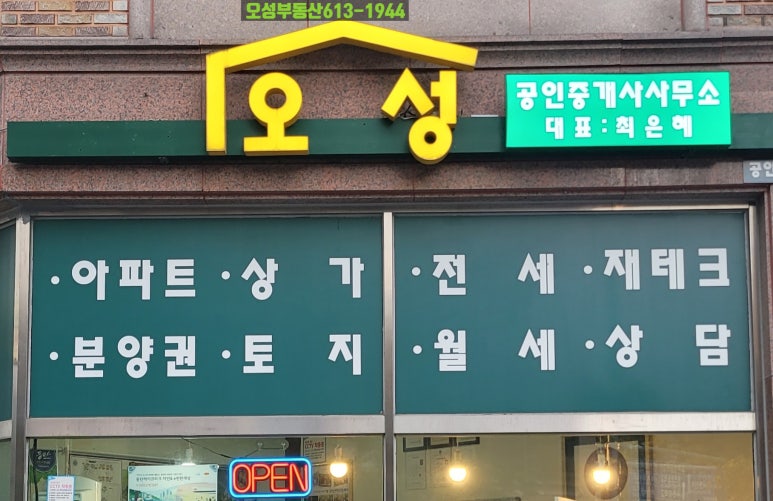 오성부동산613-1944
오성
공인중개사사무소
대표:최은혜
공인
·아파트 ·상가 ·전세 ·재테크
·분양권 ·토지 ·월세 ·상담
OPEN